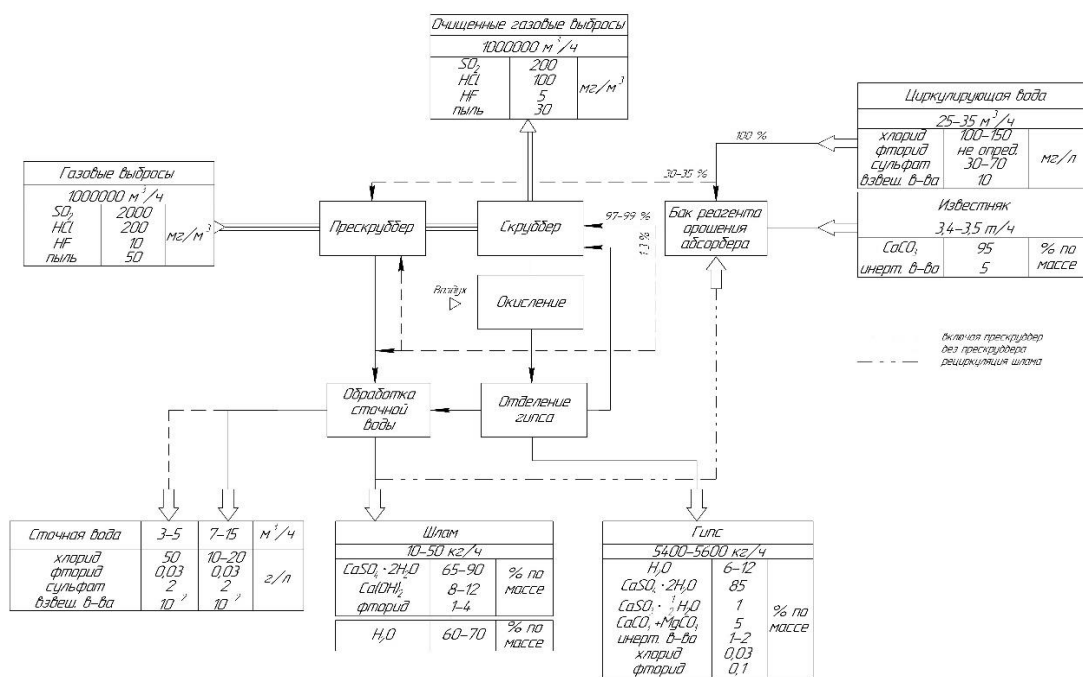 Очищенные газовые выбросы
1000000 м³/ч
SO₂ 200
HCl 100
HF 5
пыль 30
мг/м³
Газовые выбросы
1000000 м³/ч
SO₂ 2000
HCl 200
HF 10
пыль 50
мг/м³
Циркулирующая вода
25–35 м³/ч
хлорид 100–150
фторид не опред.
сульфат 30–70
взвеш. в-ва 10
мг/л
Известняк
3,4–3,5 т/ч
CaCO₃ 95
инерт. в-ва 5
% по
массе
100 %
30–35 %
97–99 %
1-3 %
Прескруббер
Скруббер
Бак реагента
орошения
абсорбера
Воздух
Окисление
Обработка
сточной
воды
Отделение
гипса
включая прескруббер
без прескруббера
рециркуляция шлама
Сточная вода 3–5 7–15 м³/ч
хлорид 50 10–20
фторид 0,03 0,03
сульфат 2 2
взвеш. в-ва
г/л
Шлам
10–50 кг/ч
CaSO₄ · 2H₂O 65–90
Ca(OH)₂ 8–12
фторид 1–4
% по
массе
H₂O 60–70
% по
массе
Гипс
5400–5600 кг/ч
H₂O 6–12
CaSO₄ · 2H₂O 85
CaSO₃ · ½H₂O 1
CaCO₃+MgCO₃ 5
инерт. в-ва 1–2
хлорид 0,03
фторид 0,1
% по
массе